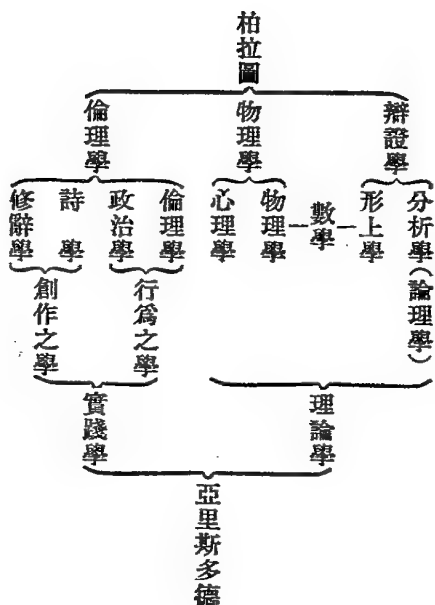 柏拉圖
辯證學
物理學
倫理學
分析學(論理學)
形上學
數學
物理學
心理學
倫理學
政治學
詩學
修辭學
行爲之學
創作之學
理論學
實踐學
亞里斯多德